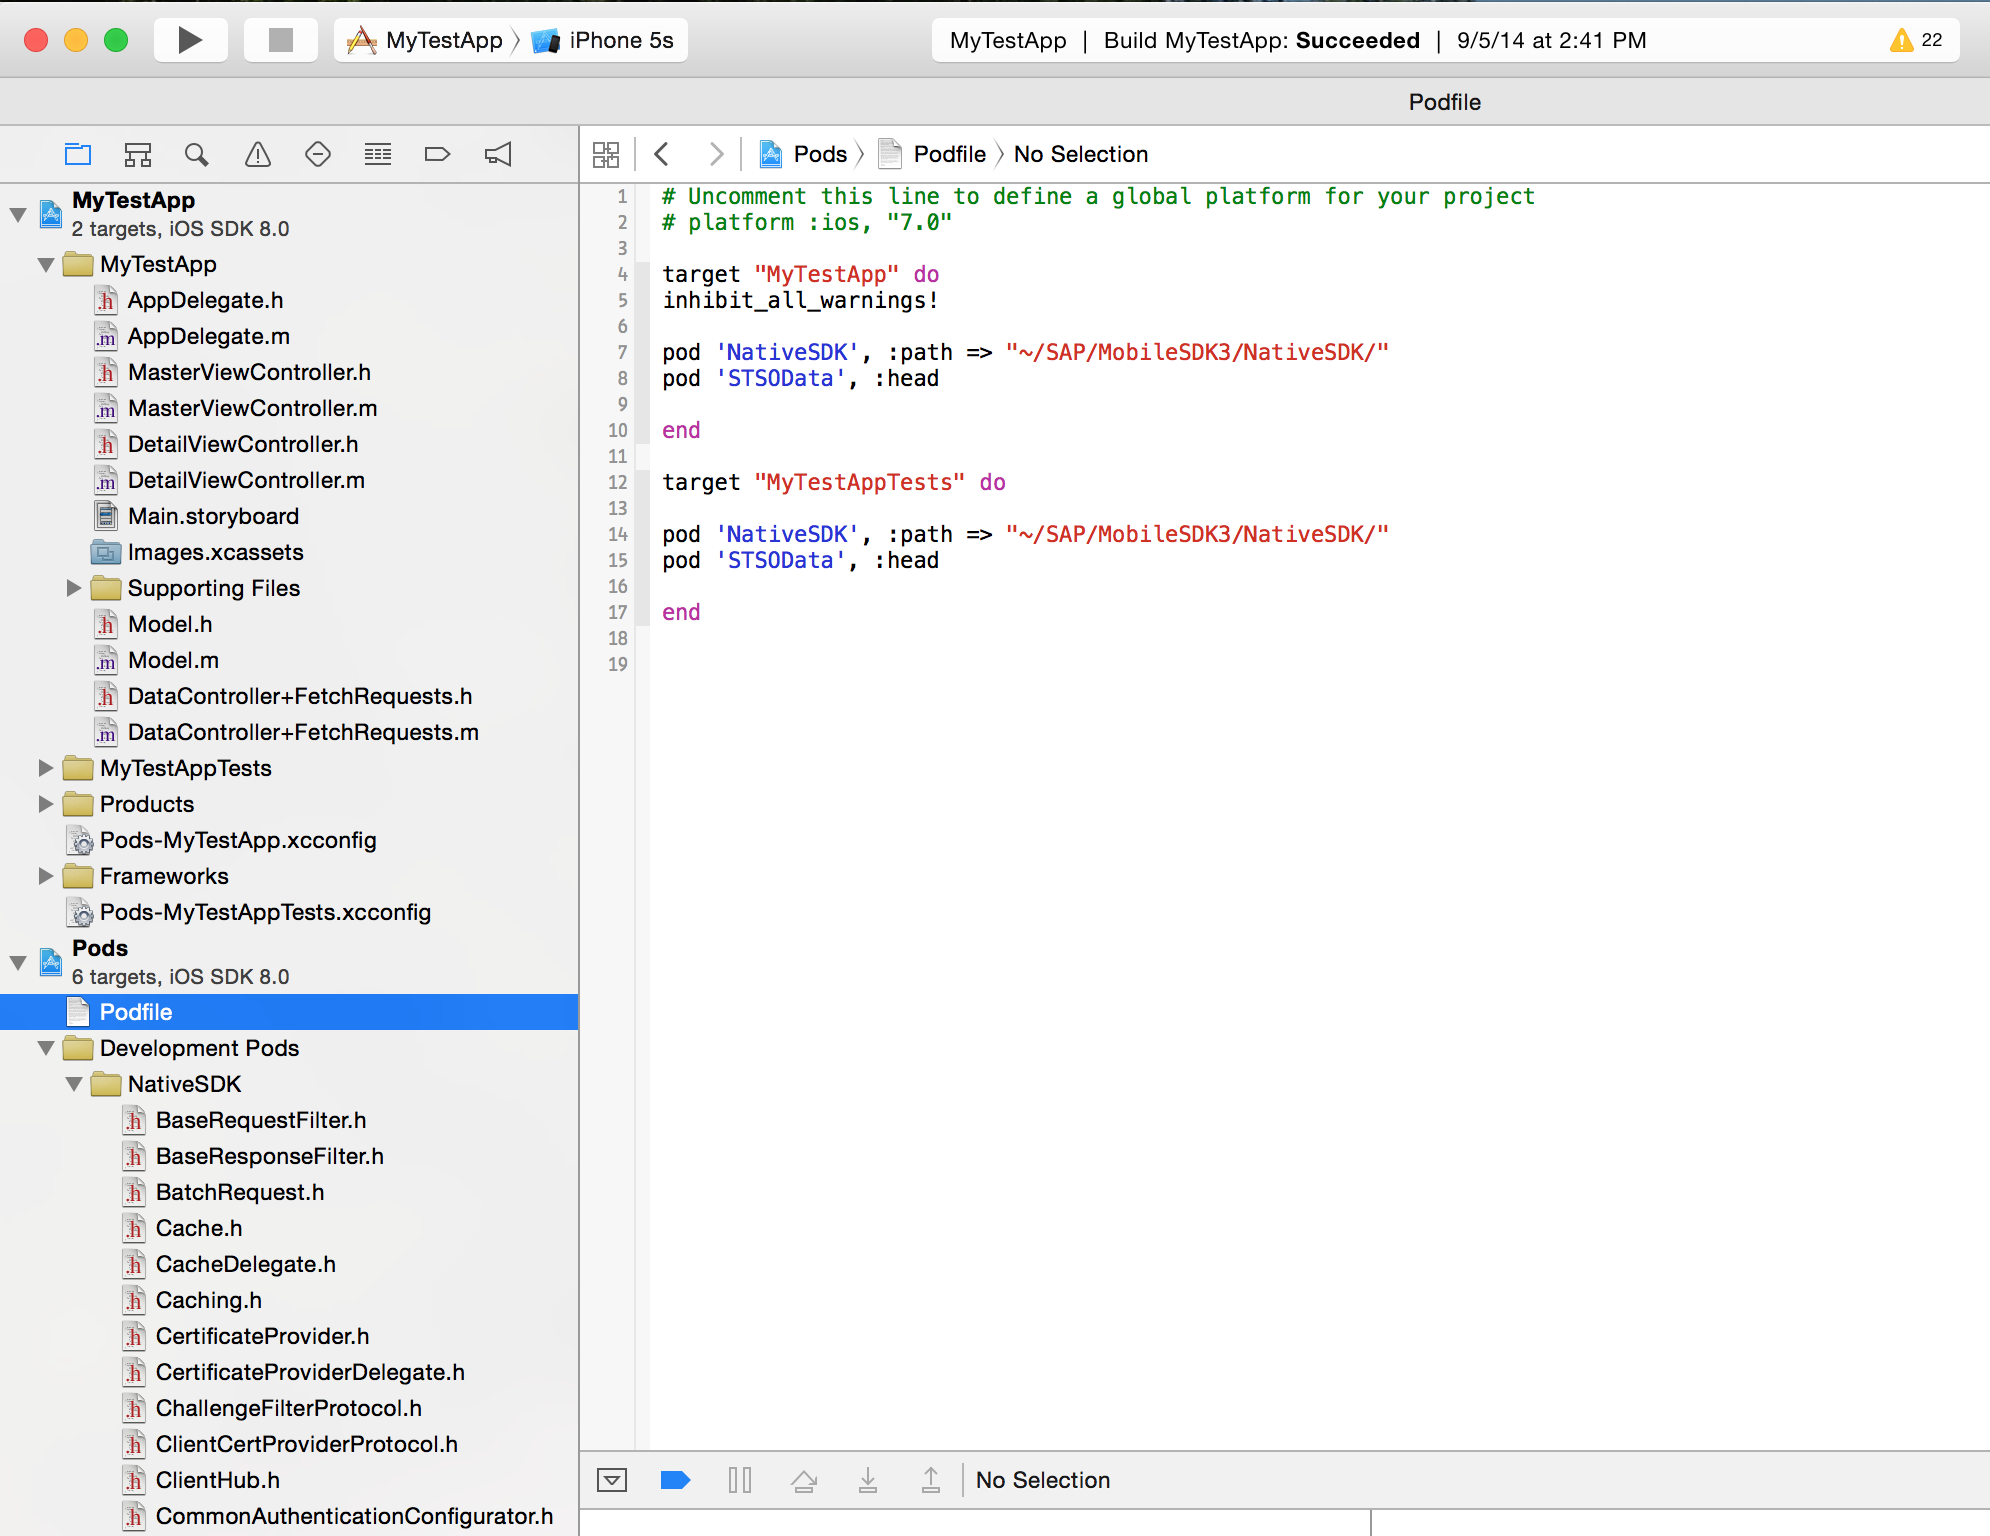 MyTestApp
iPhone 5s
MyTestApp | Build MyTestApp: Succeeded | 9/5/14 at 2:41 PM
22
Podfile
Pods
Podfile
No Selection
MyTestApp
2 targets, iOS SDK 8.0
MyTestApp
AppDelegate.h
AppDelegate.m
MasterViewController.h
MasterViewController.m
DetailViewController.h
DetailViewController.m
Main.storyboard
Images.xcassets
Supporting Files
Model.h
Model.m
DataController+FetchRequests.h
DataController+FetchRequests.m
MyTestAppTests
Products
Pods-MyTestApp.xcconfig
Frameworks
Pods-MyTestAppTests.xcconfig
Pods
6 targets, iOS SDK 8.0
Podfile
Development Pods
NativeSDK
BaseRequestFilter.h
BaseResponseFilter.h
BatchRequest.h
Cache.h
CacheDelegate.h
Caching.h
CertificateProvider.h
CertificateProviderDelegate.h
ChallengeFilterProtocol.h
ClientCertProviderProtocol.h
ClientHub.h
CommonAuthenticationConfigurator.h
1 # Uncomment this line to define a global platform for your project
2 # platform :ios, "7.0"
3
4 target "MyTestApp" do
5 inhibit_all_warnings!
6
7 pod 'NativeSDK', :path => "~/SAP/MobileSDK3/NativeSDK/"
8 pod 'STSOData', :head
9
10 end
11
12 target "MyTestAppTests" do
13
14 pod 'NativeSDK', :path => "~/SAP/MobileSDK3/NativeSDK/"
15 pod 'STSOData', :head
16
17 end
18
19
No Selection